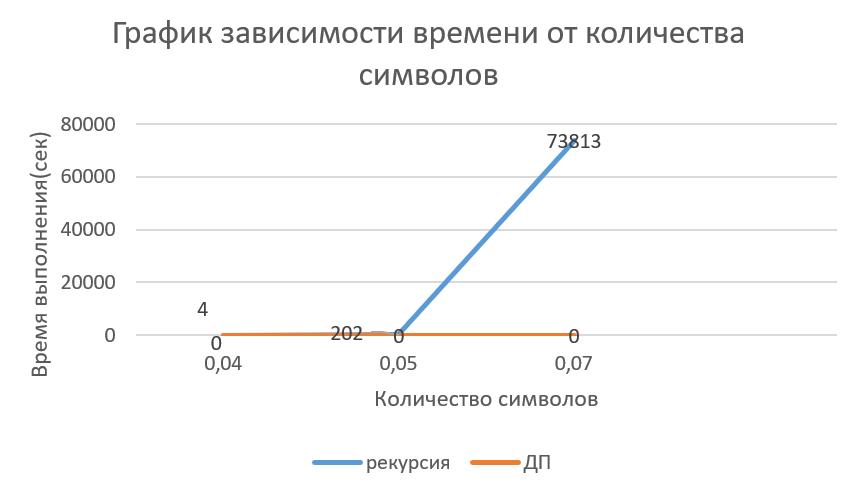 График зависимости времени от количества
символов
Время выполнения(сек)
80000
60000
40000
20000
0
73813
4
0
202
0
0
0,04
0,05
0,07
Количество символов
рекурсия
ДП